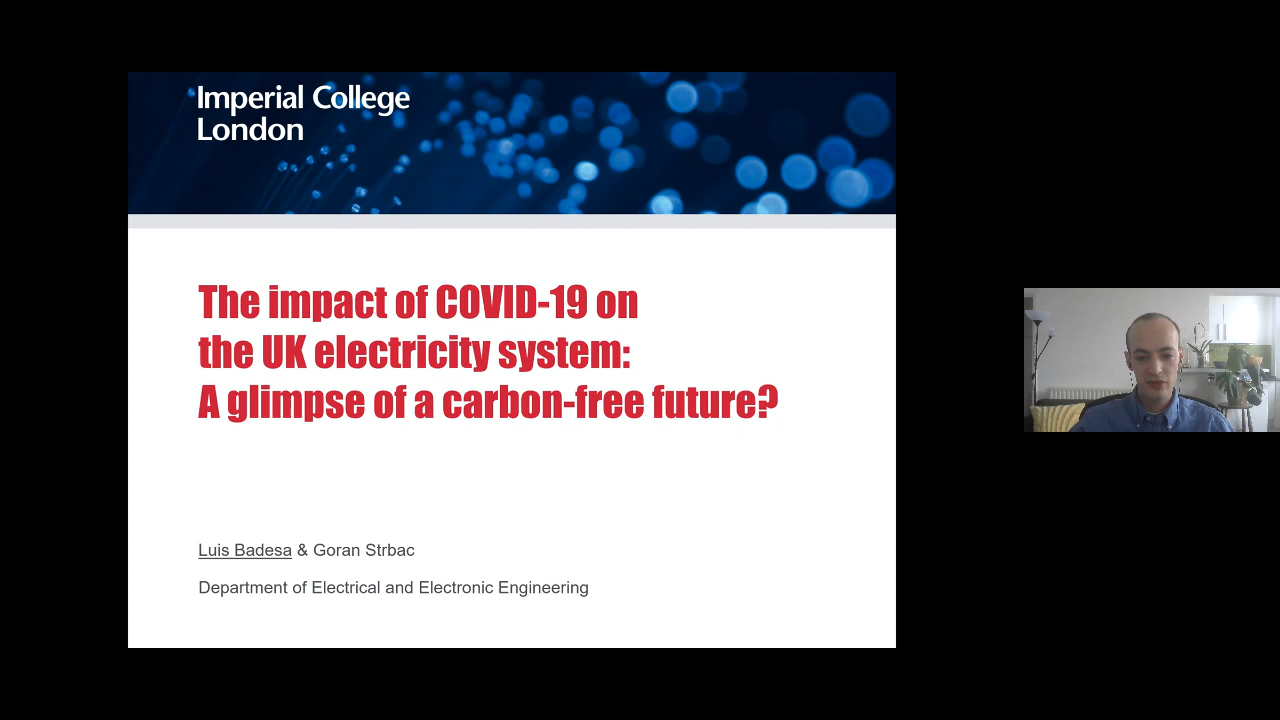 Imperial College
London
The impact of COVID-19 on
the UK electricity system:
A glimpse of a carbon-free future?
Luis Badesa & Goran Strbac
Department of Electrical and Electronic Engineering